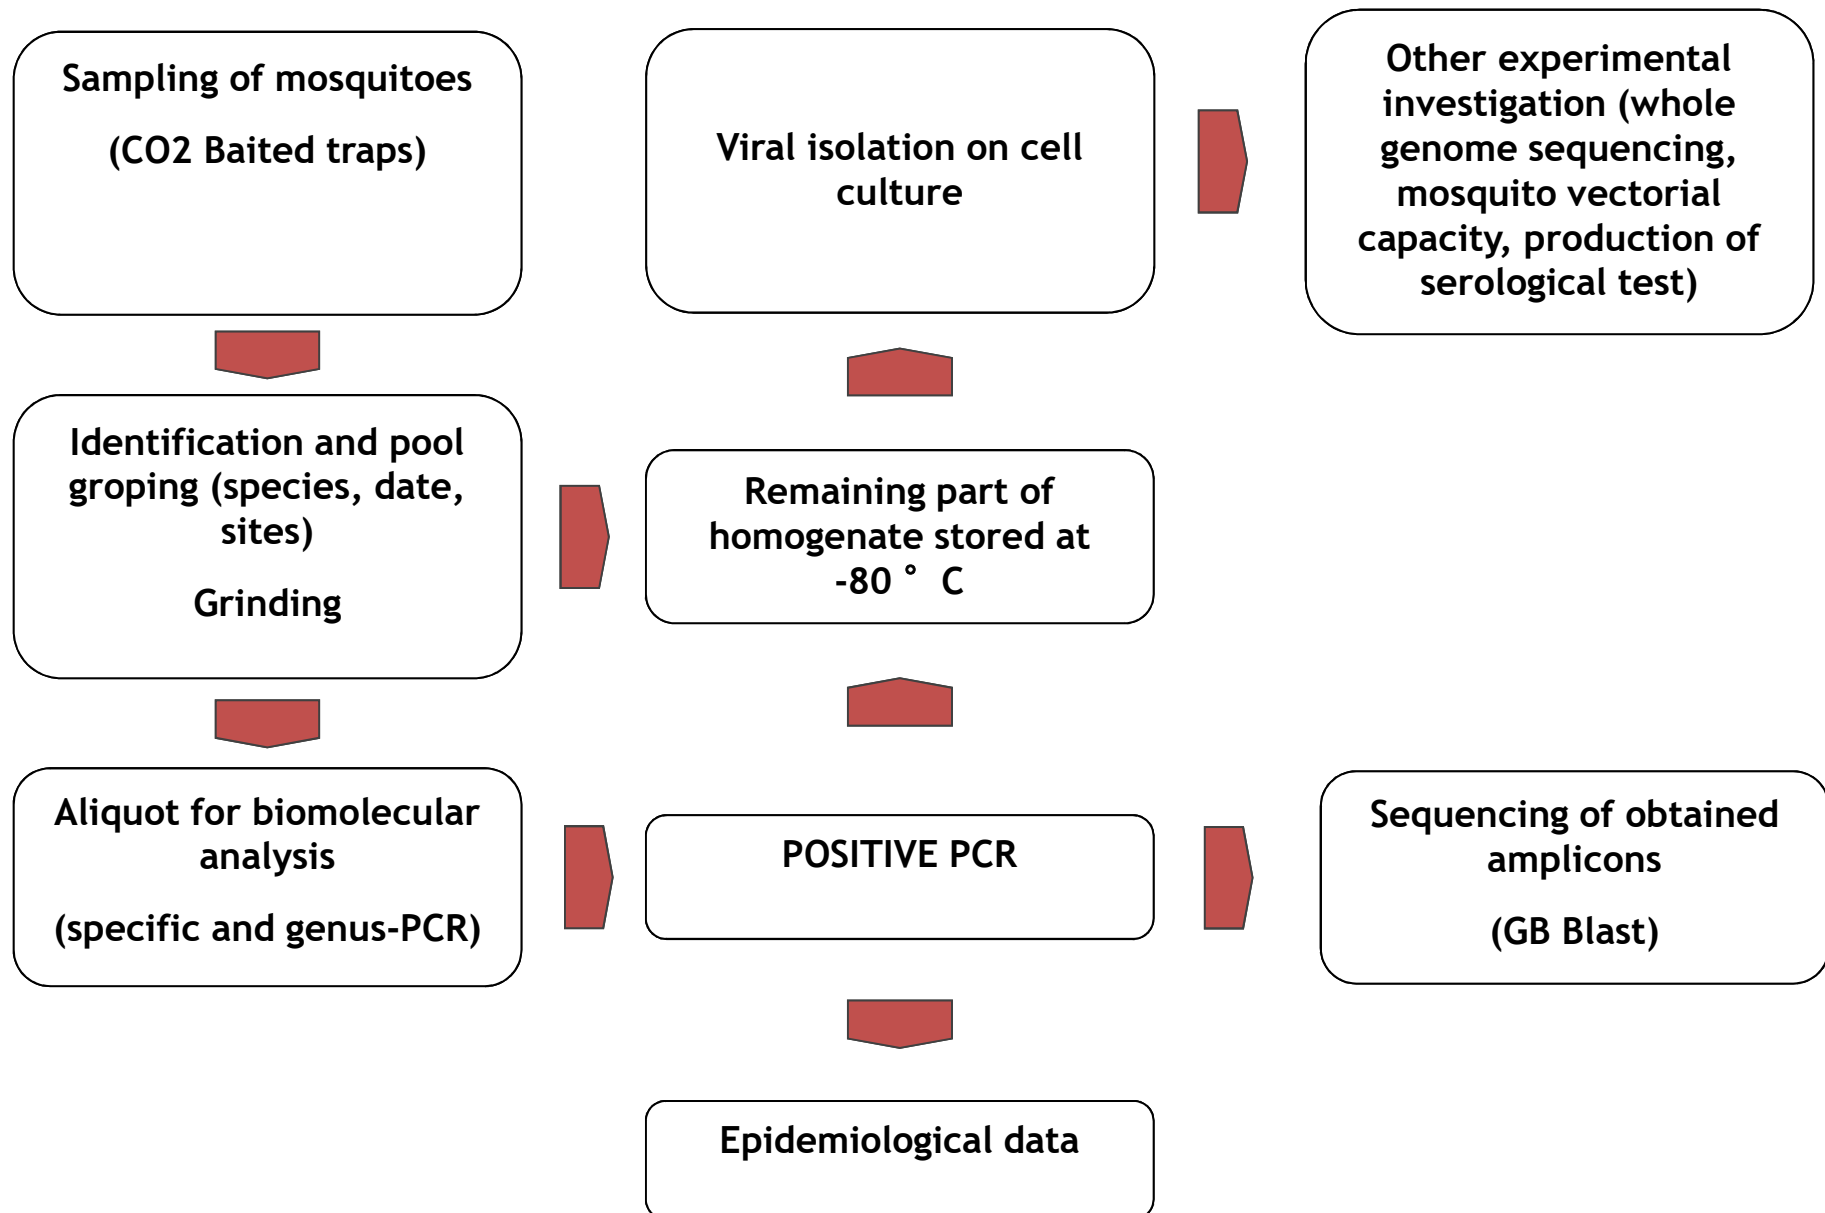 Sampling of mosquitoes
(CO2 Baited traps)
Viral isolation on cell
culture
Other experimental
investigation (whole
genome sequencing,
mosquito vectorial
capacity, production of
serological test)
Identification and pool
groping (species, date,
sites)
Grinding
Remaining part of
homogenate stored at
-80 ° C
Aliquot for biomolecular
analysis
(specific and genus-PCR)
POSITIVE PCR
Sequencing of obtained
amplicons
(GB Blast)
Epidemiological data